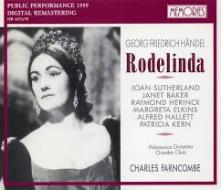 PUBLIC PERFORMANCE 1959
DIGITAL REMASTERING
MEMORIES
GEORG FRIEDRICH HÄNDEL
Rodelinda
JOAN SUTHERLAND
JANET BAKER
RAYMOND HERINCX
MARGRETA ELKINS
ALFRED HALLETT
PATRICIA KERN
Philomusica Orchestra
Chandos Choir
CHARLES FARNCOMBE